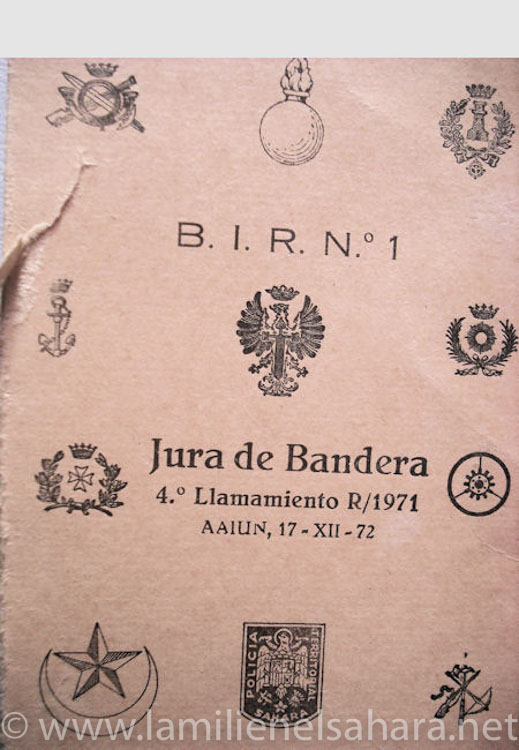 B. I. R. N.º 1
Jura de Bandera
4.º Llamamiento R/1971
AAIUN, 17-XII-72
POLICIA
TERRITORIAL
© www.lamilienelsahara.net